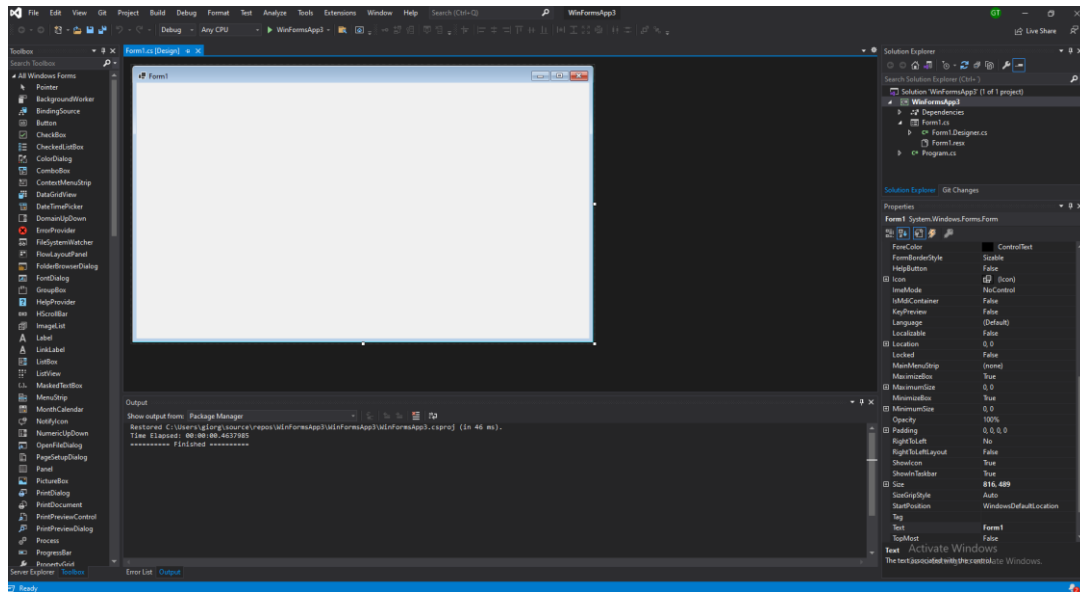 File Edit View Git Project Build Debug Format Test Analyze Tools Extensions Window Help Search (Ctrl+Q) WinFormsApp3 GT
Debug Any CPU WinFormsApp3 Live Share
Toolbox
Search Toolbox
All Windows Forms
Pointer
BackgroundWorker
BindingSource
Button
CheckBox
CheckedListBox
ColorDialog
ComboBox
ContextMenuStrip
DataGridView
DateTimePicker
DomainUpDown
ErrorProvider
FileSystemWatcher
FlowLayoutPanel
FolderBrowserDialog
FontDialog
GroupBox
HelpProvider
HScrollBar
ImageList
Label
LinkLabel
ListBox
ListView
MaskedTextBox
MenuStrip
MonthCalendar
NotifyIcon
NumericUpDown
OpenFileDialog
PageSetupDialog
Panel
PictureBox
PrintDialog
PrintDocument
PrintPreviewControl
PrintPreviewDialog
Process
ProgressBar
PropertyGrid
Server Explorer Toolbox
Form1.cs [Design]
Form1
Output
Show output from: Package Manager
Restored C:\Users\giorg\source\repos\WinFormsApp3\WinFormsApp3\WinFormsApp3.csproj (in 46 ms).
Time Elapsed: 00:00:00.4637985
========== Finished ==========
Error List Output
Solution Explorer
Search Solution Explorer (Ctrl+ )
Solution 'WinFormsApp3' (1 of 1 project)
WinFormsApp3
Dependencies
Form1.cs
Form1.Designer.cs
Form1.resx
Program.cs
Solution Explorer Git Changes
Properties
Form1 System.Windows.Forms.Form
ForeColor ControlText
FormBorderStyle Sizable
HelpButton False
Icon (Icon)
ImeMode NoControl
IsMdiContainer False
KeyPreview False
Language (Default)
Localizable False
Location 0, 0
Locked False
MainMenuStrip (none)
MaximizeBox True
MaximumSize 0, 0
MinimizeBox True
MinimumSize 0, 0
Opacity 100%
Padding 0, 0, 0, 0
RightToLeft No
RightToLeftLayout False
ShowIcon True
ShowInTaskbar True
Size 816, 489
SizeGripStyle Auto
StartPosition WindowsDefaultLocation
Tag
Text Form1
TopMost False
Text
Activate Windows
The text associated with the control.
Ready